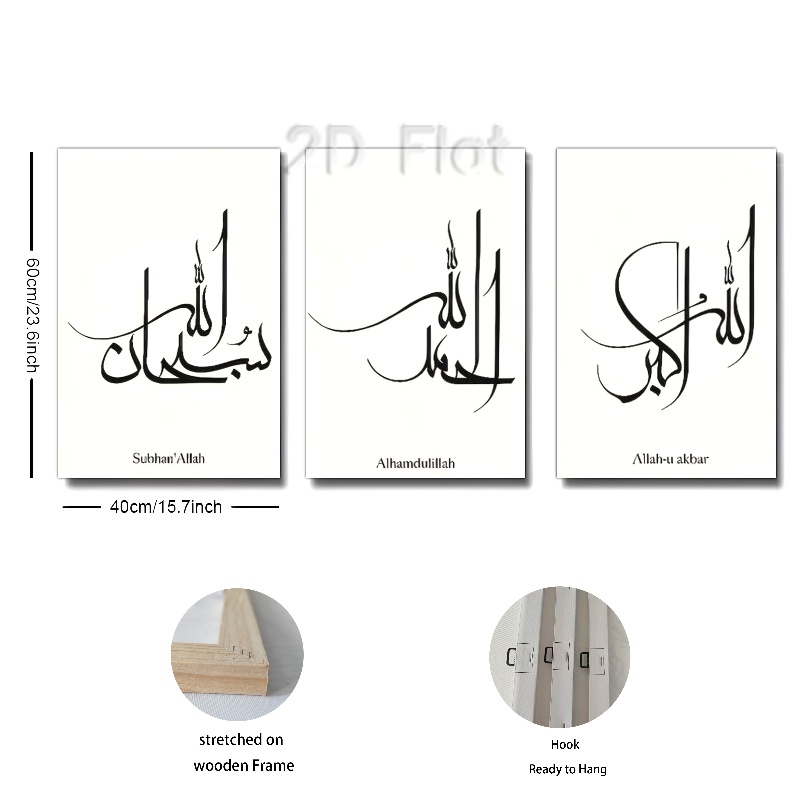 2D Flat
سبحان الله
الحمد لله
الله اكبر
Subhan'Allah
Alhamdulillah
Allah-u akbar
60cm/23.6inch
40cm/15.7inch
stretched on
wooden Frame
Hook
Ready to Hang